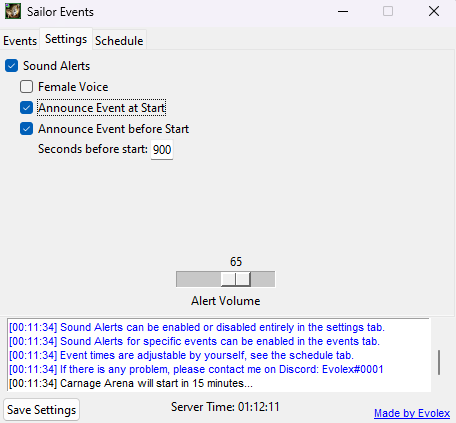 Sailor Events
Events Settings Schedule
Sound Alerts
Female Voice
Announce Event at Start
Announce Event before Start
Seconds before start: 900
65
Alert Volume
[00:11:34] Sound Alerts can be enabled or disabled entirely in the settings tab.
[00:11:34] Sound Alerts for specific events can be enabled in the events tab.
[00:11:34] Event times are adjustable by yourself, see the schedule tab.
[00:11:34] If there is any problem, please contact me on Discord: Evolex#0001
[00:11:34] Carnage Arena will start in 15 minutes...
Save Settings
Server Time: 01:12:11
Made by Evolex